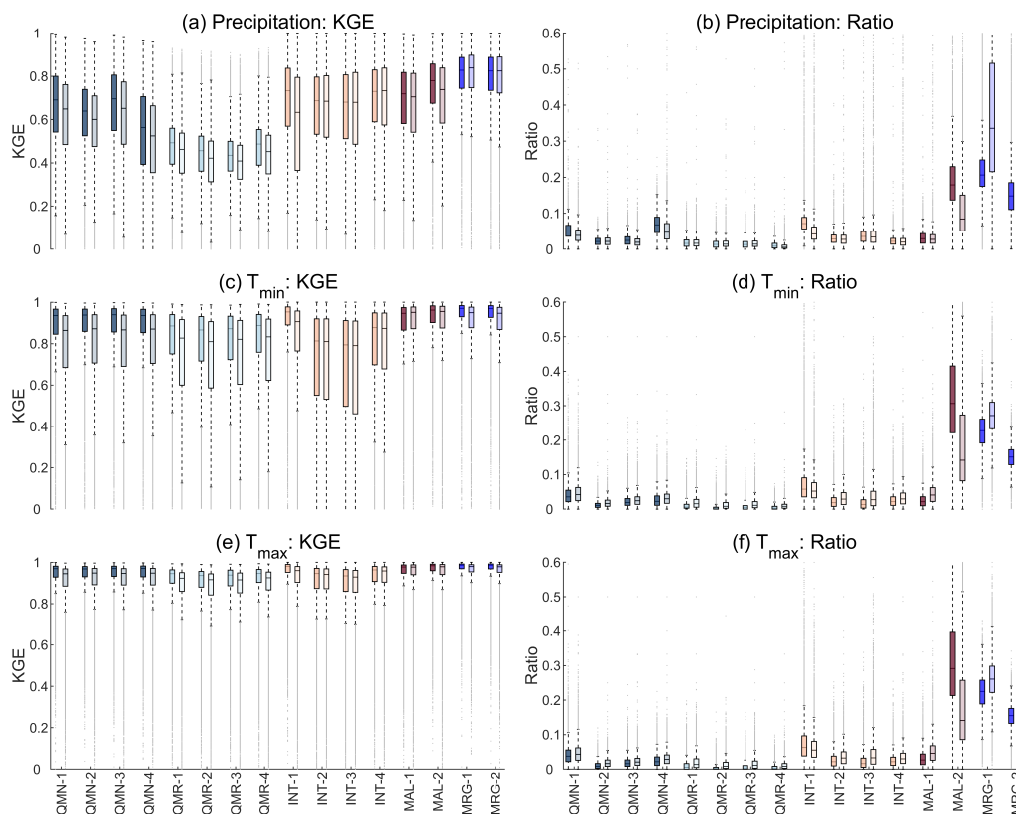 (a) Precipitation: KGE
(b) Precipitation: Ratio
KGE
1
0.8
0.6
0.4
0.2
0
Ratio
0.6
0.5
0.4
0.3
0.2
0.1
0
(c) Tmin: KGE
(d) Tmin: Ratio
KGE
1
0.8
0.6
0.4
0.2
0
Ratio
0.6
0.5
0.4
0.3
0.2
0.1
0
(e) Tmax: KGE
(f) Tmax: Ratio
KGE
1
0.8
0.6
0.4
0.2
0
Ratio
0.6
0.5
0.4
0.3
0.2
0.1
0
QMN-1
QMN-2
QMN-3
QMN-4
QMR-1
QMR-2
QMR-3
QMR-4
INT-1
INT-2
INT-3
INT-4
MAL-1
MAL-2
MRG-1
MRG-2
QMN-1
QMN-2
QMN-3
QMN-4
QMR-1
QMR-2
QMR-3
QMR-4
INT-1
INT-2
INT-3
INT-4
MAL-1
MAL-2
MRG-1
MRG-2